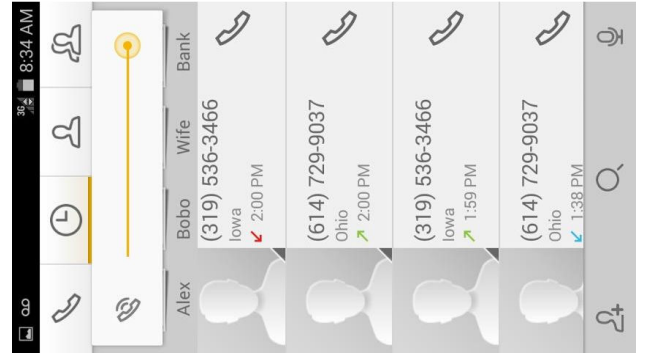 3G 8:34 AM
Alex Bobo Wife Bank
(319) 536-3466
Iowa
2:00 PM
(614) 729-9037
Ohio
2:00 PM
(319) 536-3466
Iowa
1:59 PM
(614) 729-9037
Ohio
1:38 PM